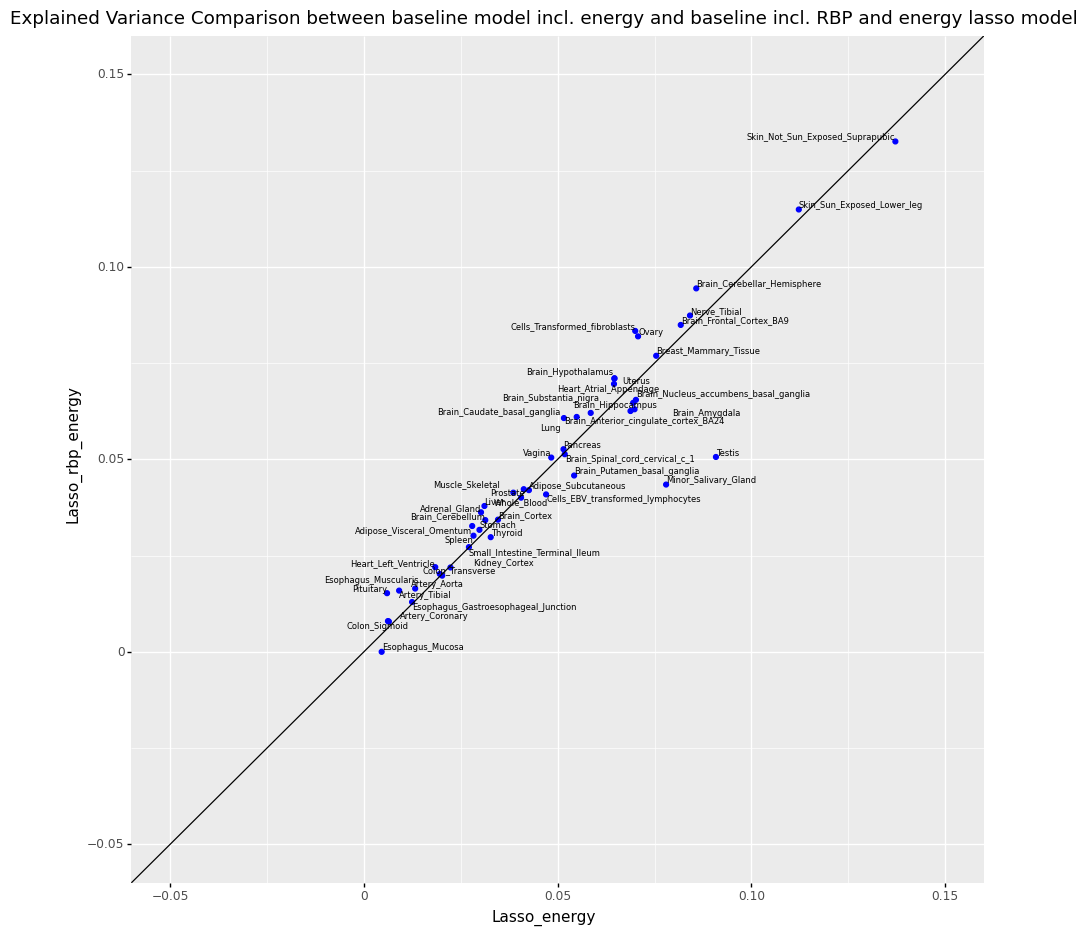 Explained Variance Comparison between baseline model incl. energy and baseline incl. RBP and energy lasso model
0.15
Skin_Not_Sun_Exposed_Suprapubic
Skin_Sun_Exposed_Lower_leg
0.10
Brain_Cerebellar_Hemisphere
Nerve_Tibial
Brain_Frontal_Cortex_BA9
Cells_Transformed_fibroblasts
Ovary
Breast_Mammary_Tissue
Brain_Hypothalamus
Uterus
Heart_Atrial_Appendage
Brain_Nucleus_accumbens_basal_ganglia
Brain_Substantia_nigra
Brain_Hippocampus
Brain_Caudate_basal_ganglia
Brain_Amygdala
Brain_Anterior_cingulate_cortex_BA24
Lung
Pancreas
0.05
Vagina
Testis
Brain_Spinal_cord_cervical_c_1
Brain_Putamen_basal_ganglia
Minor_Salivary_Gland
Muscle_Skeletal
Adipose_Subcutaneous
Prostate
Cells_EBV_transformed_lymphocytes
Liver
Whole_Blood
Adrenal_Gland
Brain_Cerebellum
Brain_Cortex
Stomach
Adipose_Visceral_Omentum
Thyroid
Spleen
Small_Intestine_Terminal_Ileum
Heart_Left_Ventricle
Kidney_Cortex
Colon_Transverse
Esophagus_Muscularis
Artery_Aorta
Pituitary
Artery_Tibial
Esophagus_Gastroesophageal_Junction
Artery_Coronary
Colon_Sigmoid
0
Esophagus_Mucosa
−0.05
Lasso_rbp_energy
−0.05
0
0.05
0.10
0.15
Lasso_energy